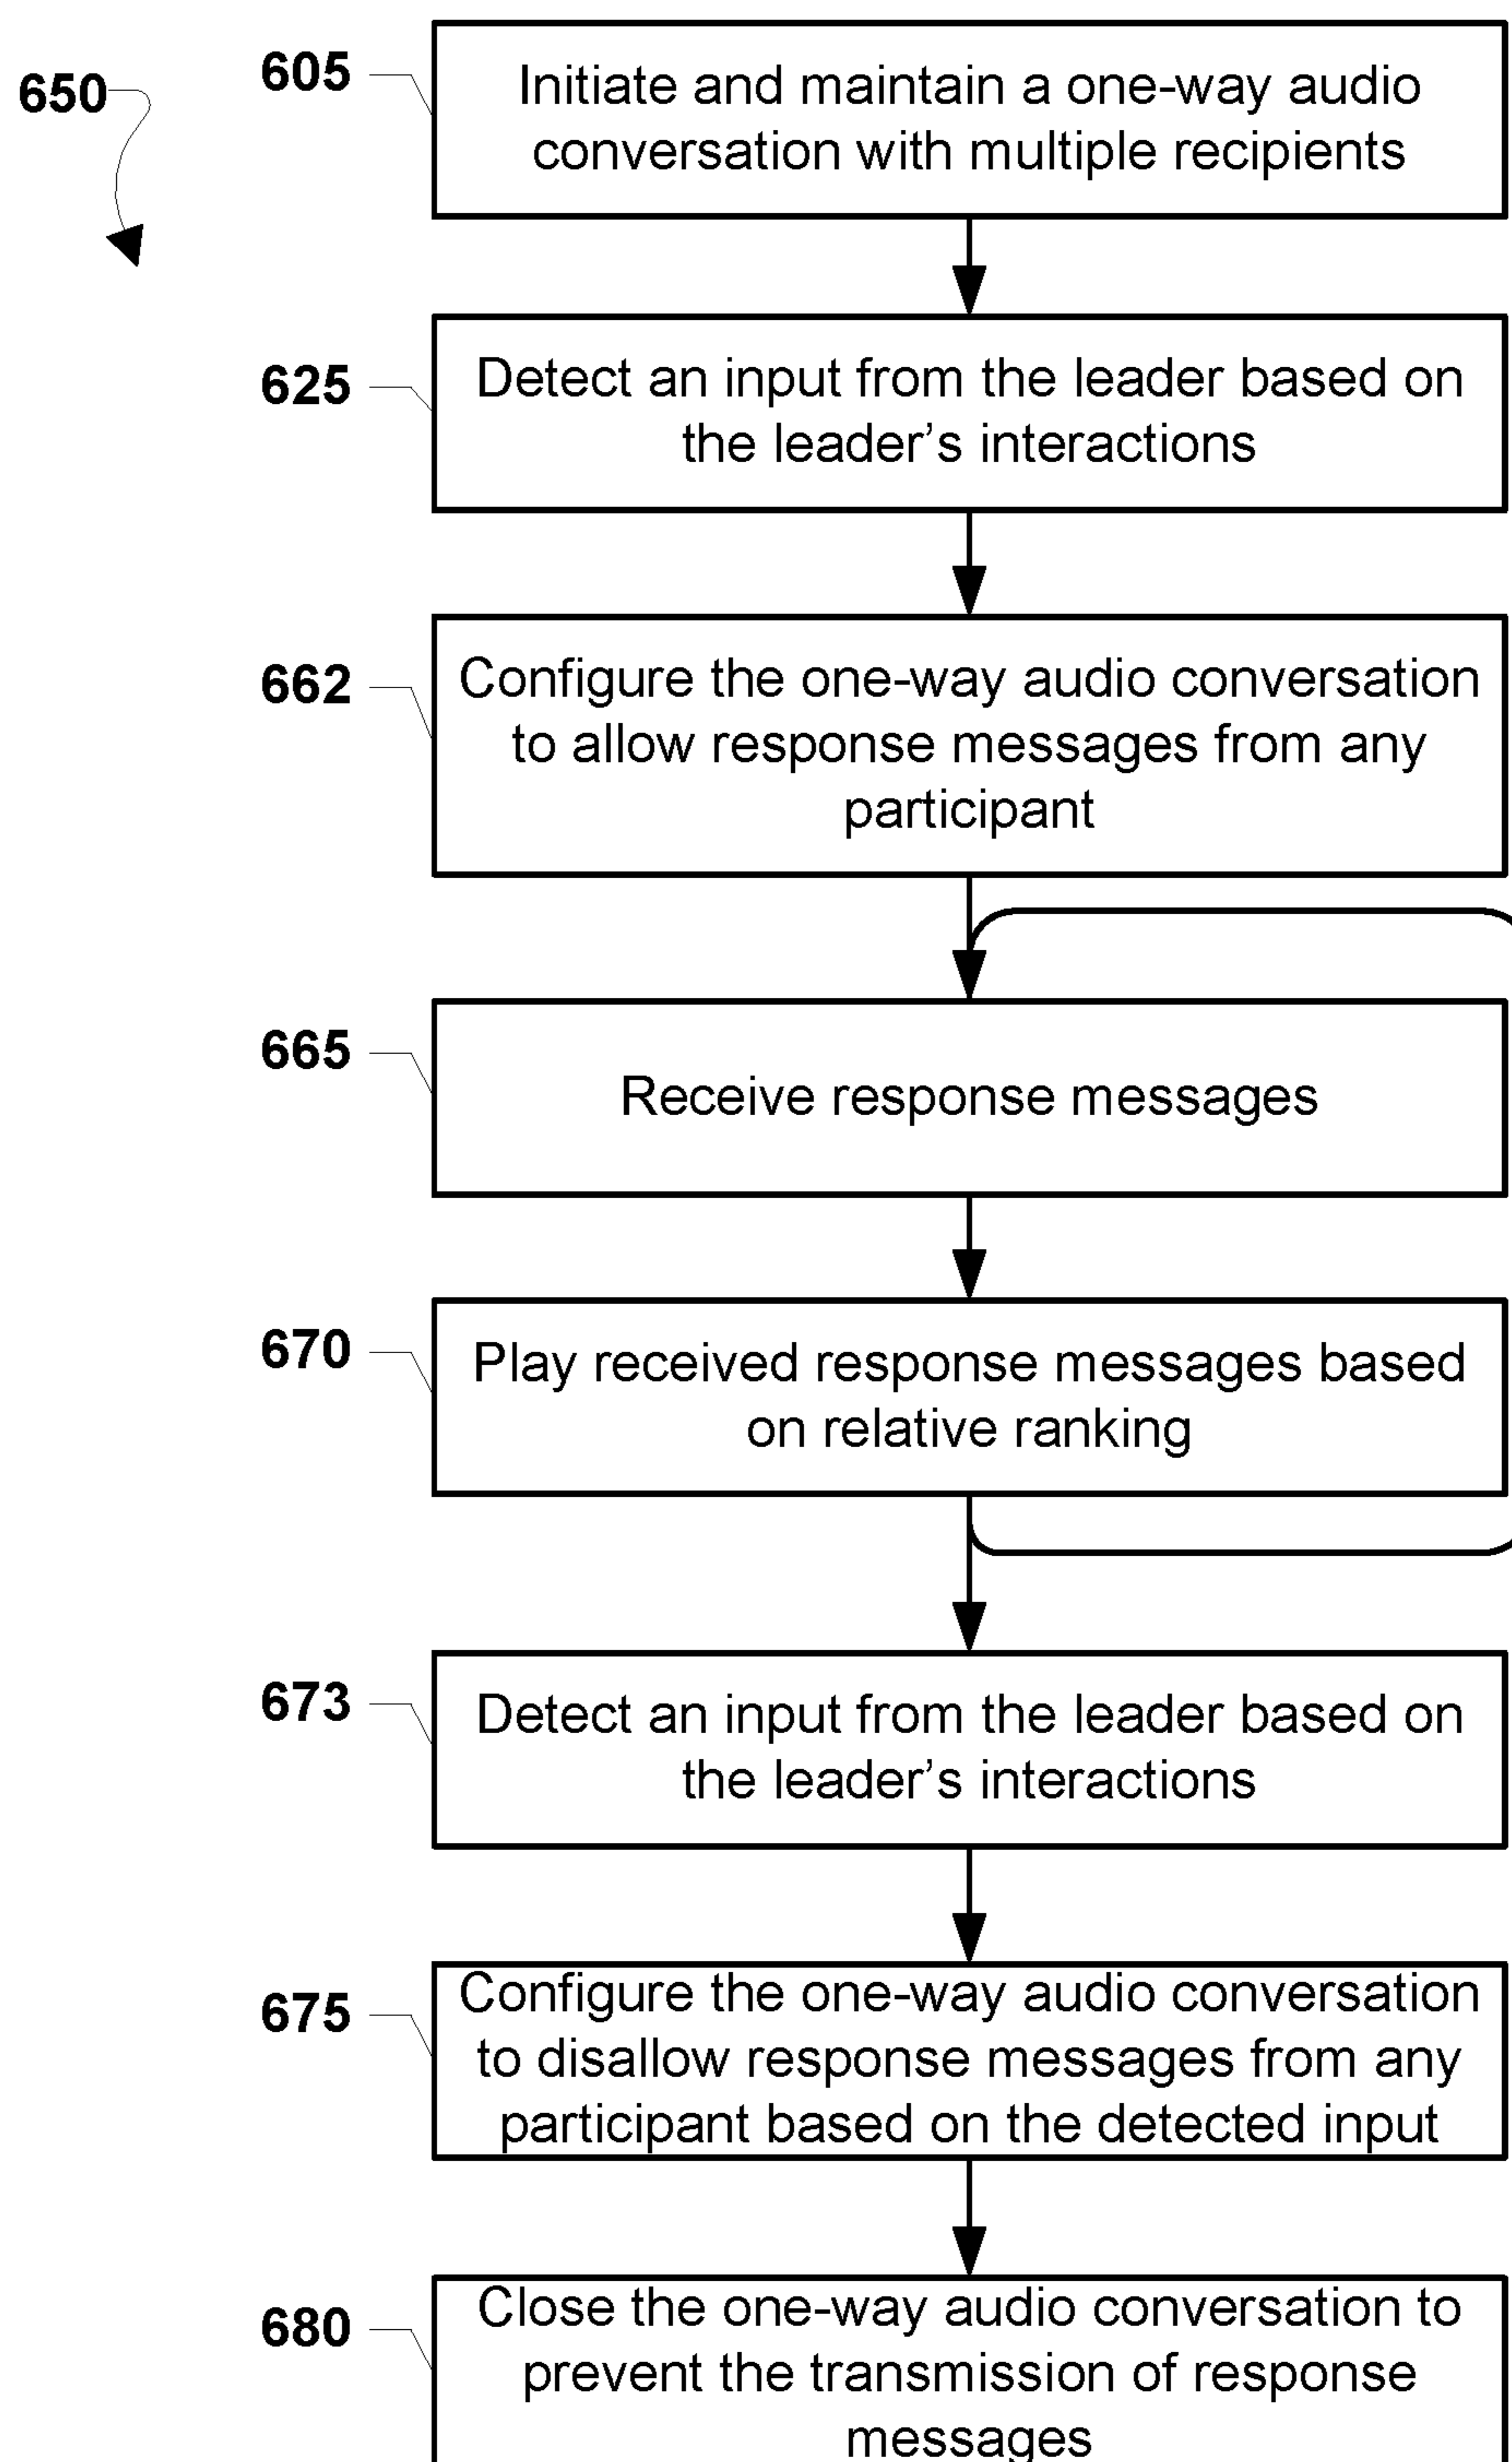 650
605
Initiate and maintain a one-way audio
conversation with multiple recipients
625
Detect an input from the leader based on
the leader's interactions
662
Configure the one-way audio conversation
to allow response messages from any
participant
665
Receive response messages
670
Play received response messages based
on relative ranking
673
Detect an input from the leader based on
the leader's interactions
675
Configure the one-way audio conversation
to disallow response messages from any
participant based on the detected input
680
Close the one-way audio conversation to
prevent the transmission of response
messages